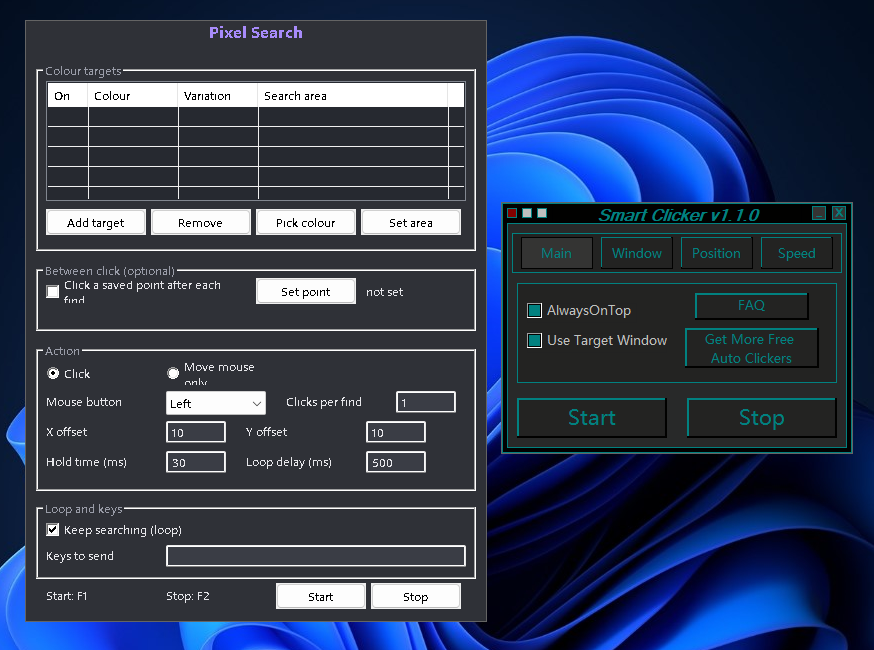 Pixel Search
Colour targets
On Colour Variation Search area
Add target Remove Pick colour Set area
Between click (optional)
Click a saved point after each
find
Set point not set
Action
Click Move mouse
only
Mouse button Left Clicks per find 1
X offset 10 Y offset 10
Hold time (ms) 30 Loop delay (ms) 500
Loop and keys
Keep searching (loop)
Keys to send
Start: F1 Stop: F2 Start Stop
Smart Clicker v1.1.0
Main Window Position Speed
AlwaysOnTop FAQ
Use Target Window Get More Free
Auto Clickers
Start Stop